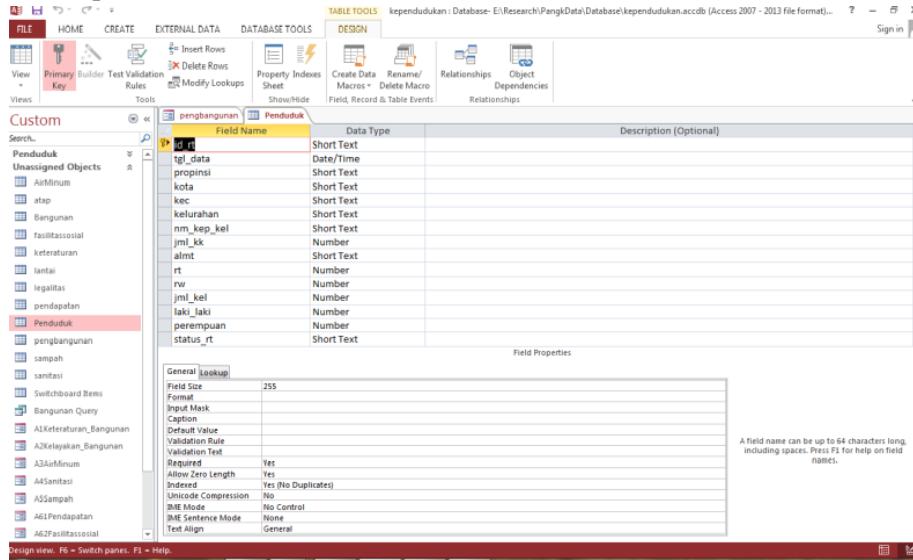 TABLE TOOLS kependudukan : Database- E:\Research\PangkData\Database\kependudukan.accdb (Access 2007 - 2013 file format)... ?
FILE HOME CREATE EXTERNAL DATA DATABASE TOOLS DESIGN Sign in
View
Primary Key
Builder
Test Validation Rules
Insert Rows
Delete Rows
Modify Lookups
Property Sheet
Indexes
Create Data Macros
Rename/ Delete Macro
Relationships
Object Dependencies
Views Tools Show/Hide Field, Record & Table Events Relationships
Custom
Search...
Penduduk
Unassigned Objects
AirMinum
atap
Bangunan
fasilitassosial
keteraturan
lantai
legalitas
pendapatan
Penduduk
pengbangunan
sampah
sanitasi
Switchboard Items
Bangunan Query
A1Keteraturan_Bangunan
A2Kelayakan_Bangunan
A3AirMinum
A4Sanitasi
A5Sampah
A61Pendapatan
A62Fasilitassosial
pengbangunan Penduduk
Field Name Data Type Description (Optional)
id_rt Short Text
tgl_data Date/Time
propinsi Short Text
kota Short Text
kec Short Text
kelurahan Short Text
nm_kep_kel Short Text
jml_kk Number
almt Short Text
rt Number
rw Number
jml_kel Number
laki_laki Number
perempuan Number
status_rt Short Text
Field Properties
General Lookup
Field Size 255
Format
Input Mask
Caption
Default Value
Validation Rule
Validation Text
Required Yes
Allow Zero Length Yes
Indexed Yes (No Duplicates)
Unicode Compression No
IME Mode No Control
IME Sentence Mode None
Text Align General
A field name can be up to 64 characters long,
including spaces. Press F1 for help on field
names.
Design view. F6 = Switch panes. F1 = Help.